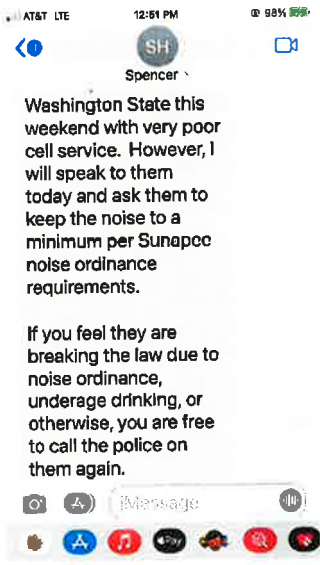 AT&T LTE 12:51 PM 98%
SH
Spencer
Washington State this
weekend with very poor
cell service. However, I
will speak to them
today and ask them to
keep the noise to a
minimum per Sunapee
noise ordinance
requirements.
If you feel they are
breaking the law due to
noise ordinance,
underage drinking, or
otherwise, you are free
to call the police on
them again.
iMessage
Pay